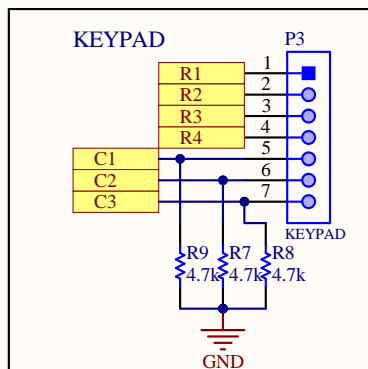 KEYPAD
P3
R1
1
R2
2
R3
3
R4
4
C1
5
C2
6
C3
7
KEYPAD
R9 R7 R8
4.7k 4.7k 4.7k
GND